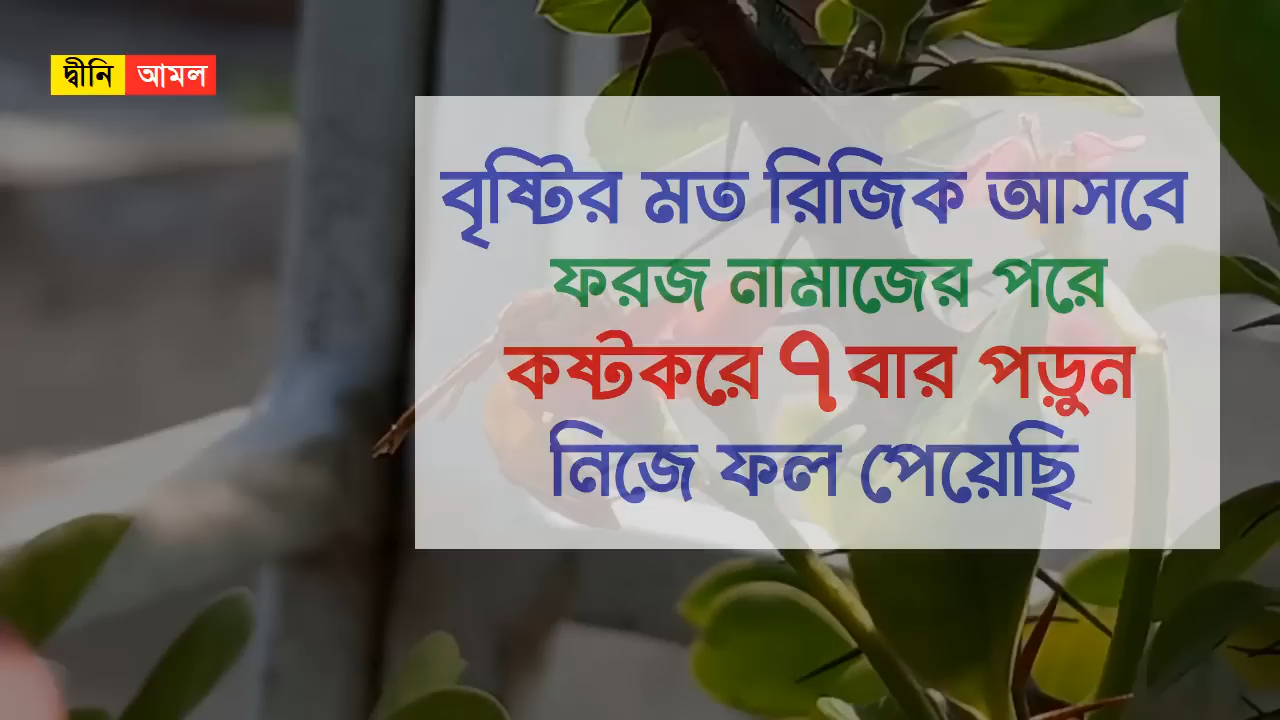 দ্বীনি আমল
বৃষ্টির মত রিজিক আসবে
ফরজ নামাজের পরে
কষ্টকরে ৭ বার পড়ুন
নিজে ফল পেয়েছি